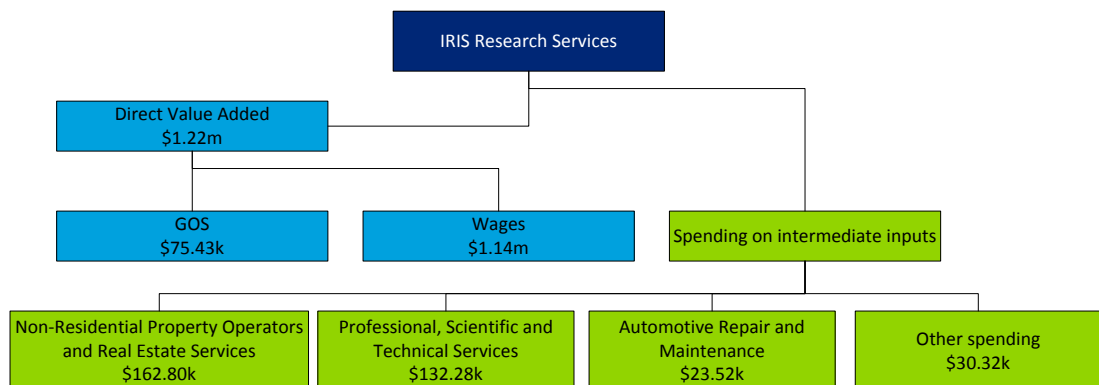 IRIS Research Services
Direct Value Added
$1.22m
GOS
$75.43k
Wages
$1.14m
Spending on intermediate inputs
Non-Residential Property Operators
and Real Estate Services
$162.80k
Professional, Scientific and
Technical Services
$132.28k
Automotive Repair and
Maintenance
$23.52k
Other spending
$30.32k